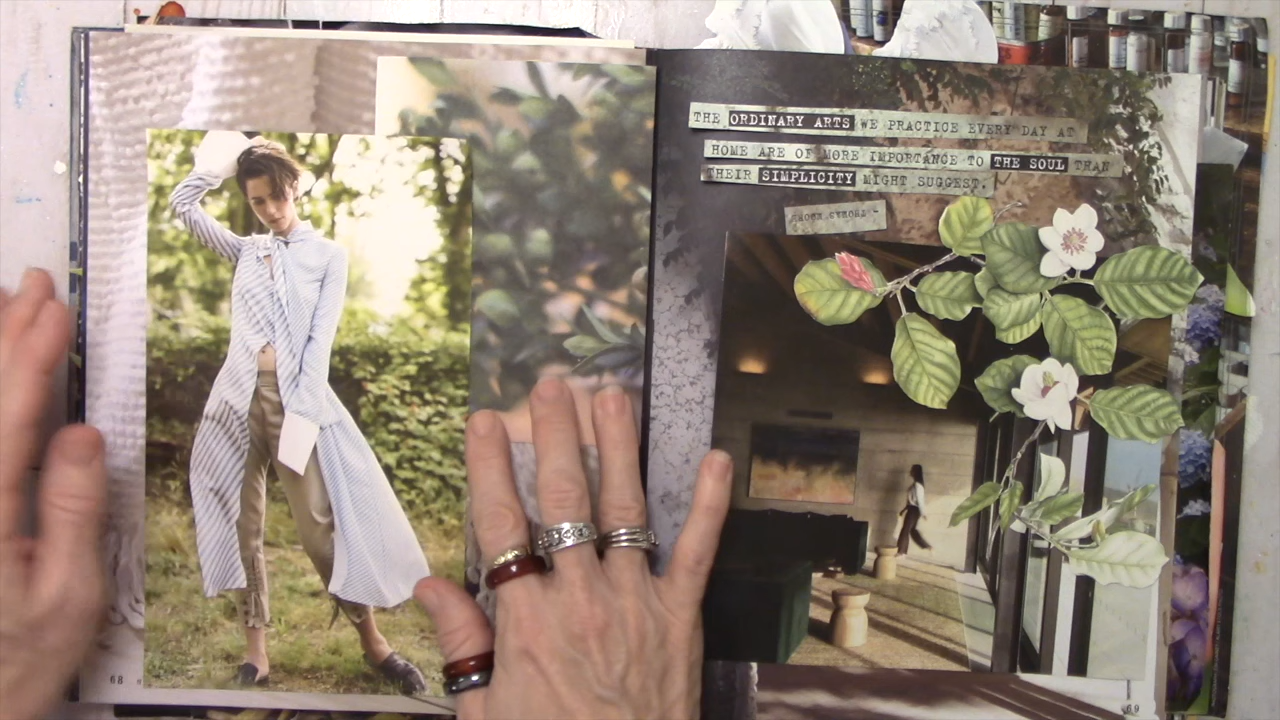 THE ORDINARY ARTS WE PRACTICE EVERY DAY AT
HOME ARE OF MORE IMPORTANCE TO THE SOUL THAN
THEIR SIMPLICITY MIGHT SUGGEST.
68
69